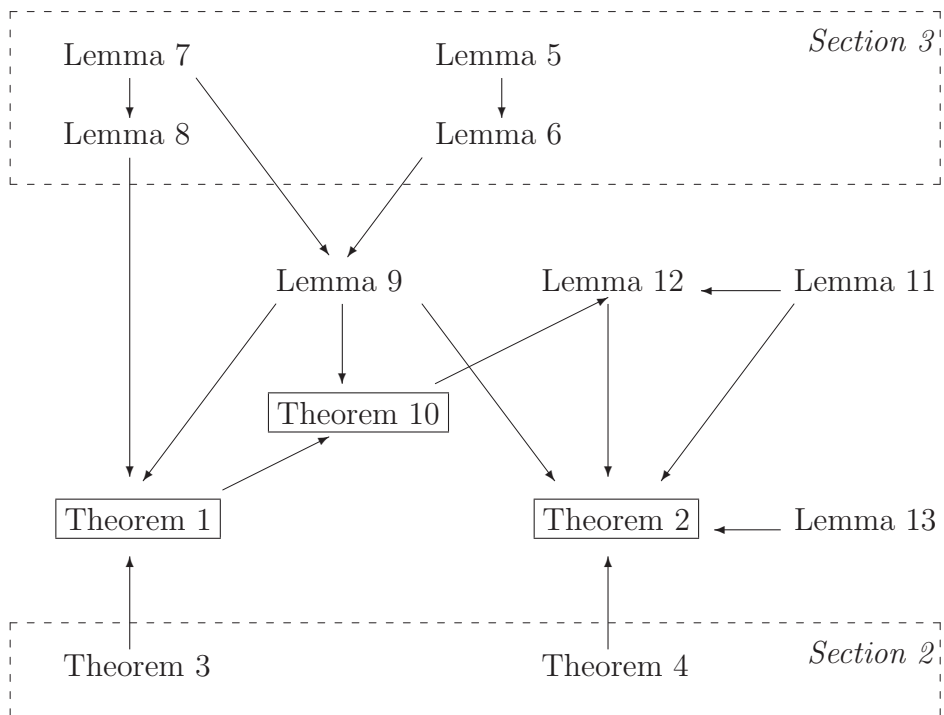 Section 3
Lemma 7
Lemma 5
Lemma 8
Lemma 6
Lemma 9
Lemma 12
Lemma 11
Theorem 10
Theorem 1
Theorem 2
Lemma 13
Section 2
Theorem 3
Theorem 4